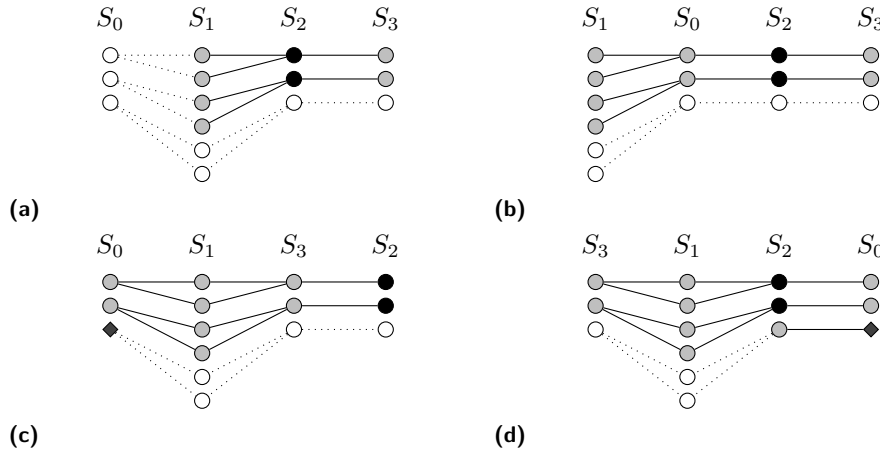 S₀ S₁ S₂ S₃
S₁ S₀ S₂ S₃
(a)
(b)
S₀ S₁ S₃ S₂
S₃ S₁ S₂ S₀
(c)
(d)